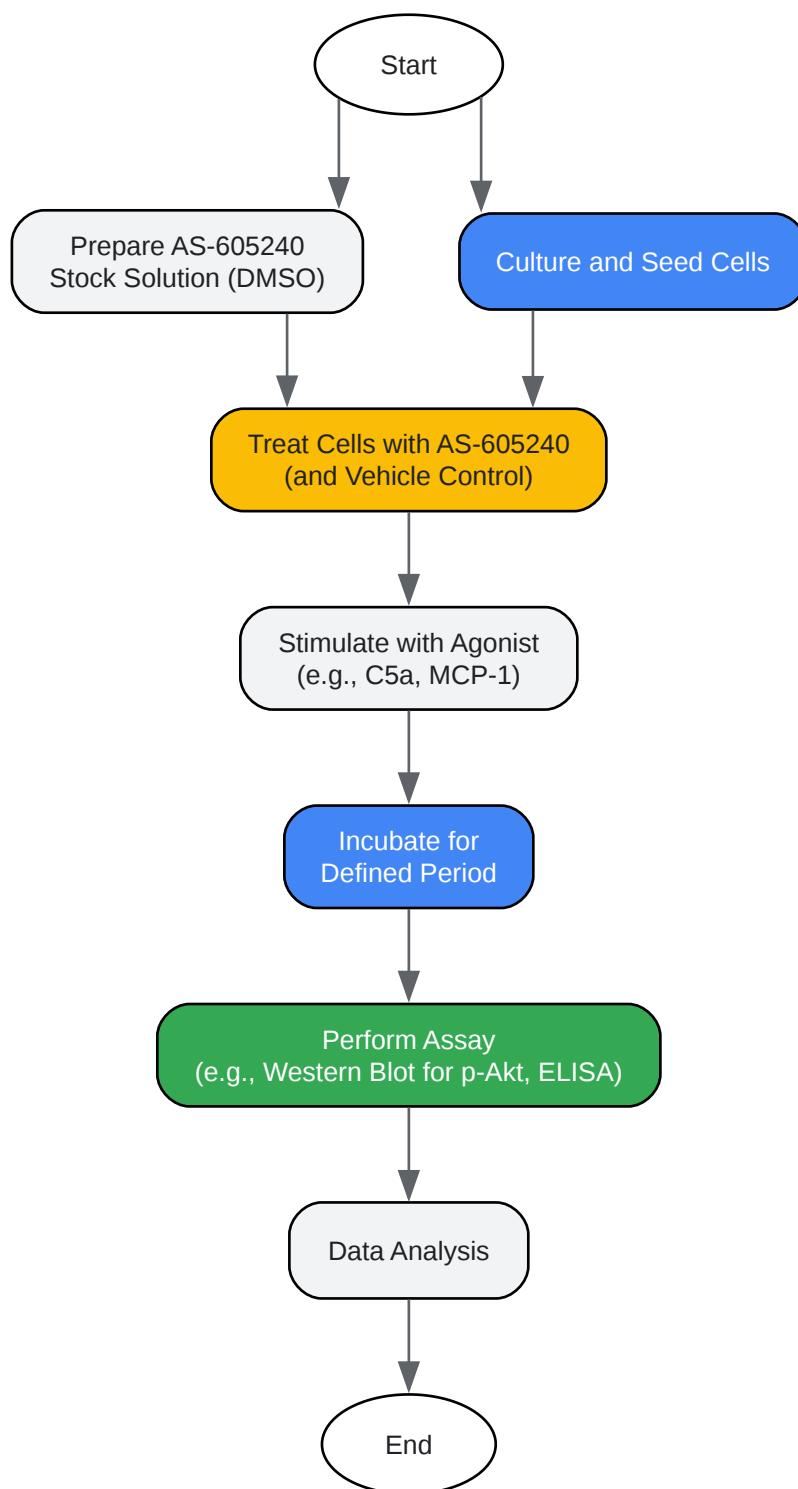 Start
Prepare AS-605240
Stock Solution (DMSO)
Culture and Seed Cells
Treat Cells with AS-605240
(and Vehicle Control)
Stimulate with Agonist
(e.g., C5a, MCP-1)
Incubate for
Defined Period
Perform Assay
(e.g., Western Blot for p-Akt, ELISA)
Data Analysis
End